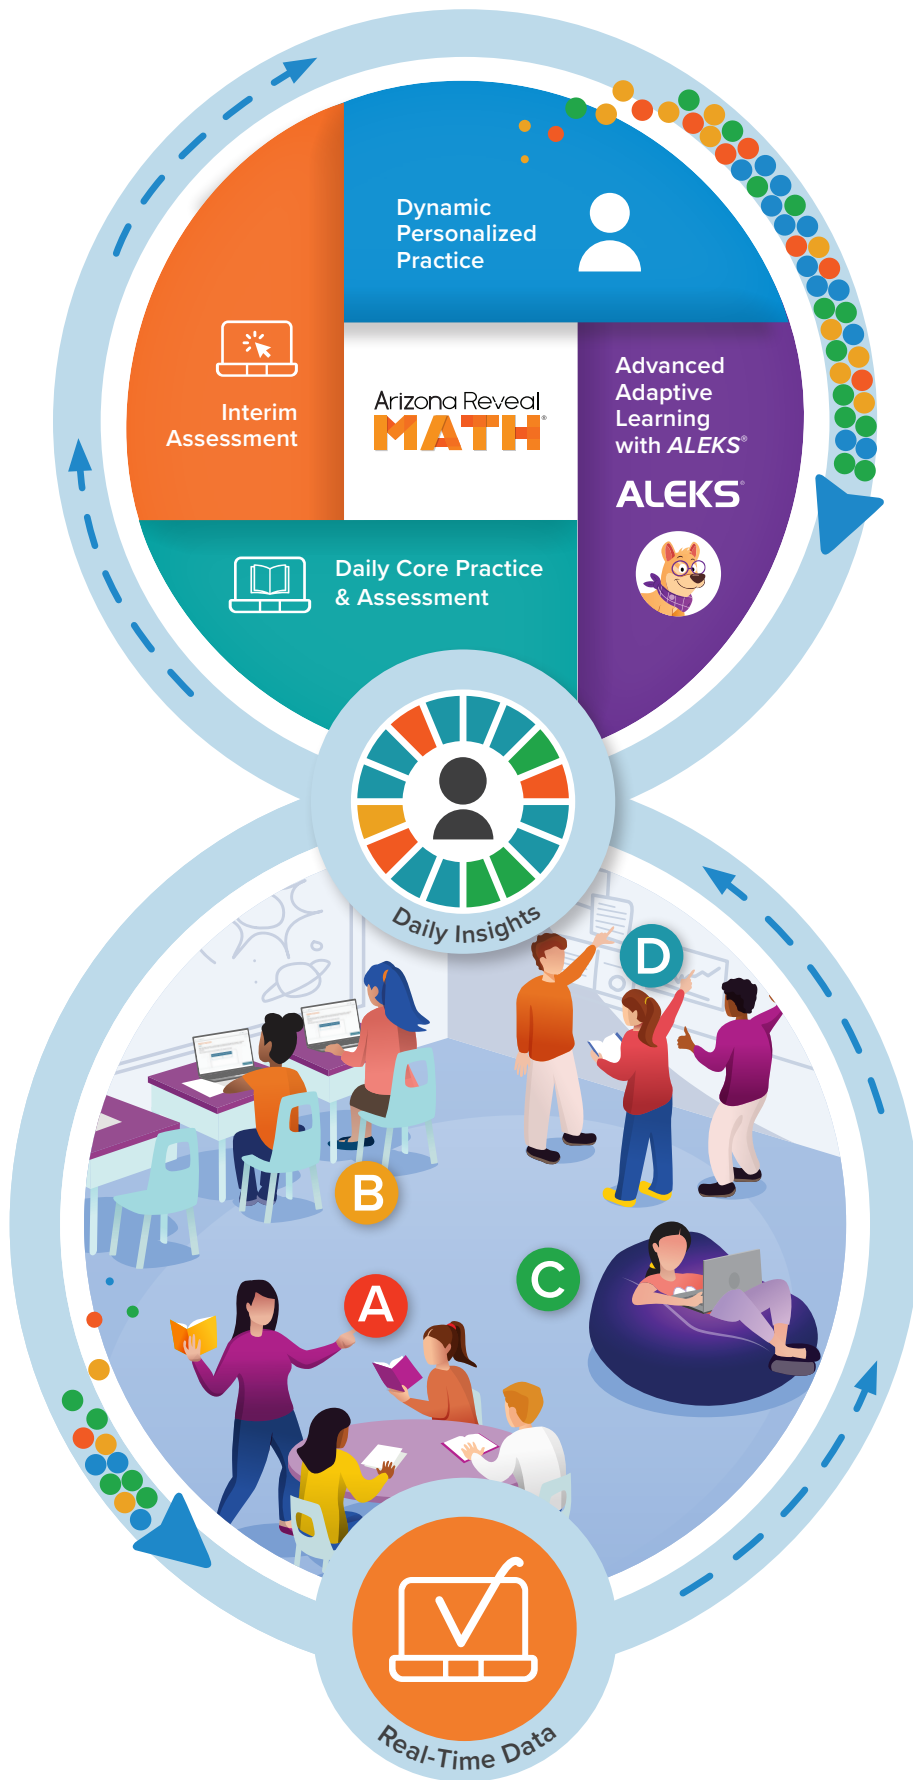 Dynamic
Personalized
Practice
Interim
Assessment
Arizona Reveal
MATH®
Advanced
Adaptive
Learning
with ALEKS®
ALEKS®
Daily Core Practice
& Assessment
Daily Insights
D
B
C
A
Real-Time Data